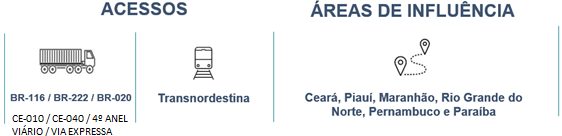 ACESSOS
ÁREAS DE INFLUÊNCIA
BR-116 / BR-222 / BR-020
CE-010 / CE-040 / 4º ANEL
VIÁRIO / VIA EXPRESSA
Transnordestina
Ceará, Piauí, Maranhão, Rio Grande do
Norte, Pernambuco e Paraíba